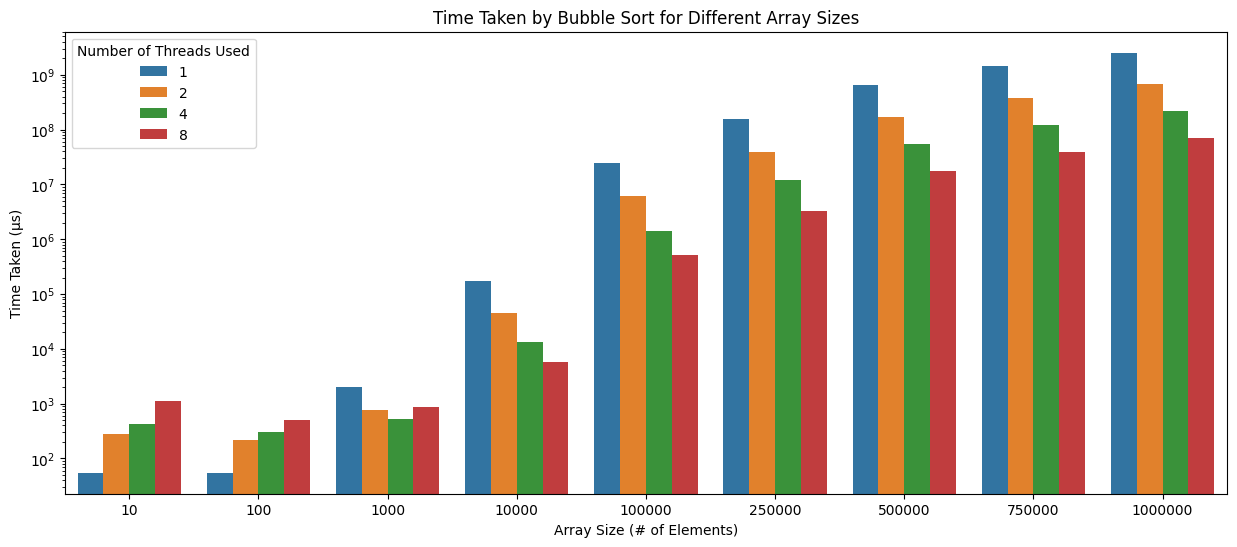 Time Taken by Bubble Sort for Different Array Sizes
Number of Threads Used
1
2
4
8
Time Taken (µs)
10⁹
10⁸
10⁷
10⁶
10⁵
10⁴
10³
10²
10 100 1000 10000 100000 250000 500000 750000 1000000
Array Size (# of Elements)